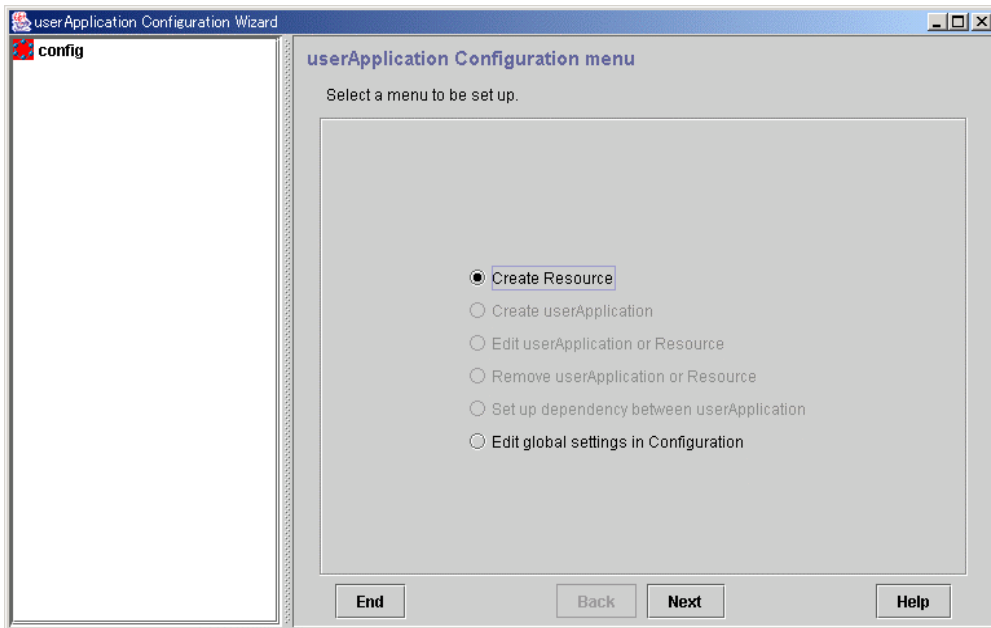 userApplication Configuration Wizard
config
userApplication Configuration menu
Select a menu to be set up.
Create Resource
Create userApplication
Edit userApplication or Resource
Remove userApplication or Resource
Set up dependency between userApplication
Edit global settings in Configuration
End
Back
Next
Help